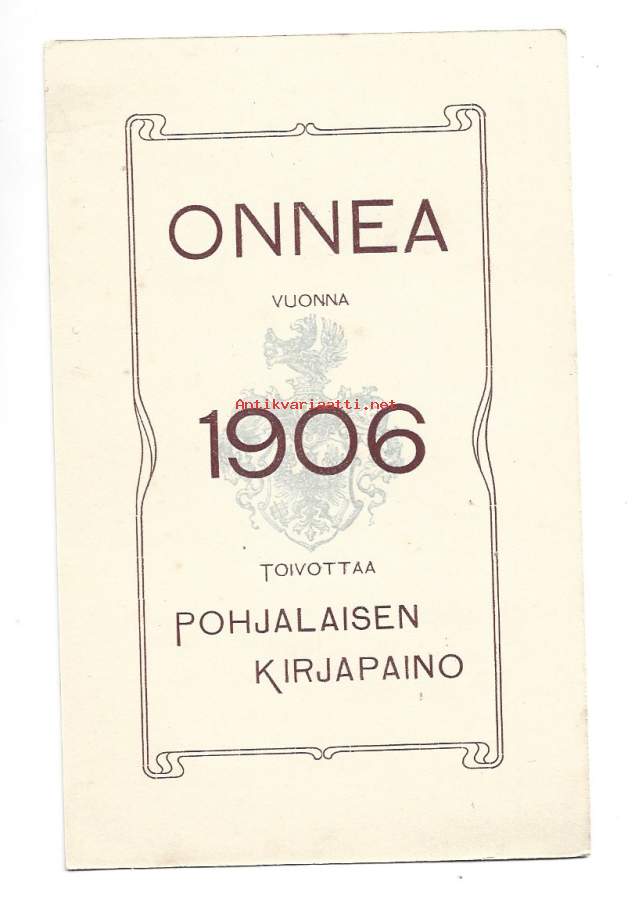 ONNEA
VUONNA
Antikvariaatti.net
1906
TOIVOTTAA
POHJALAISEN
KIRJAPAINO